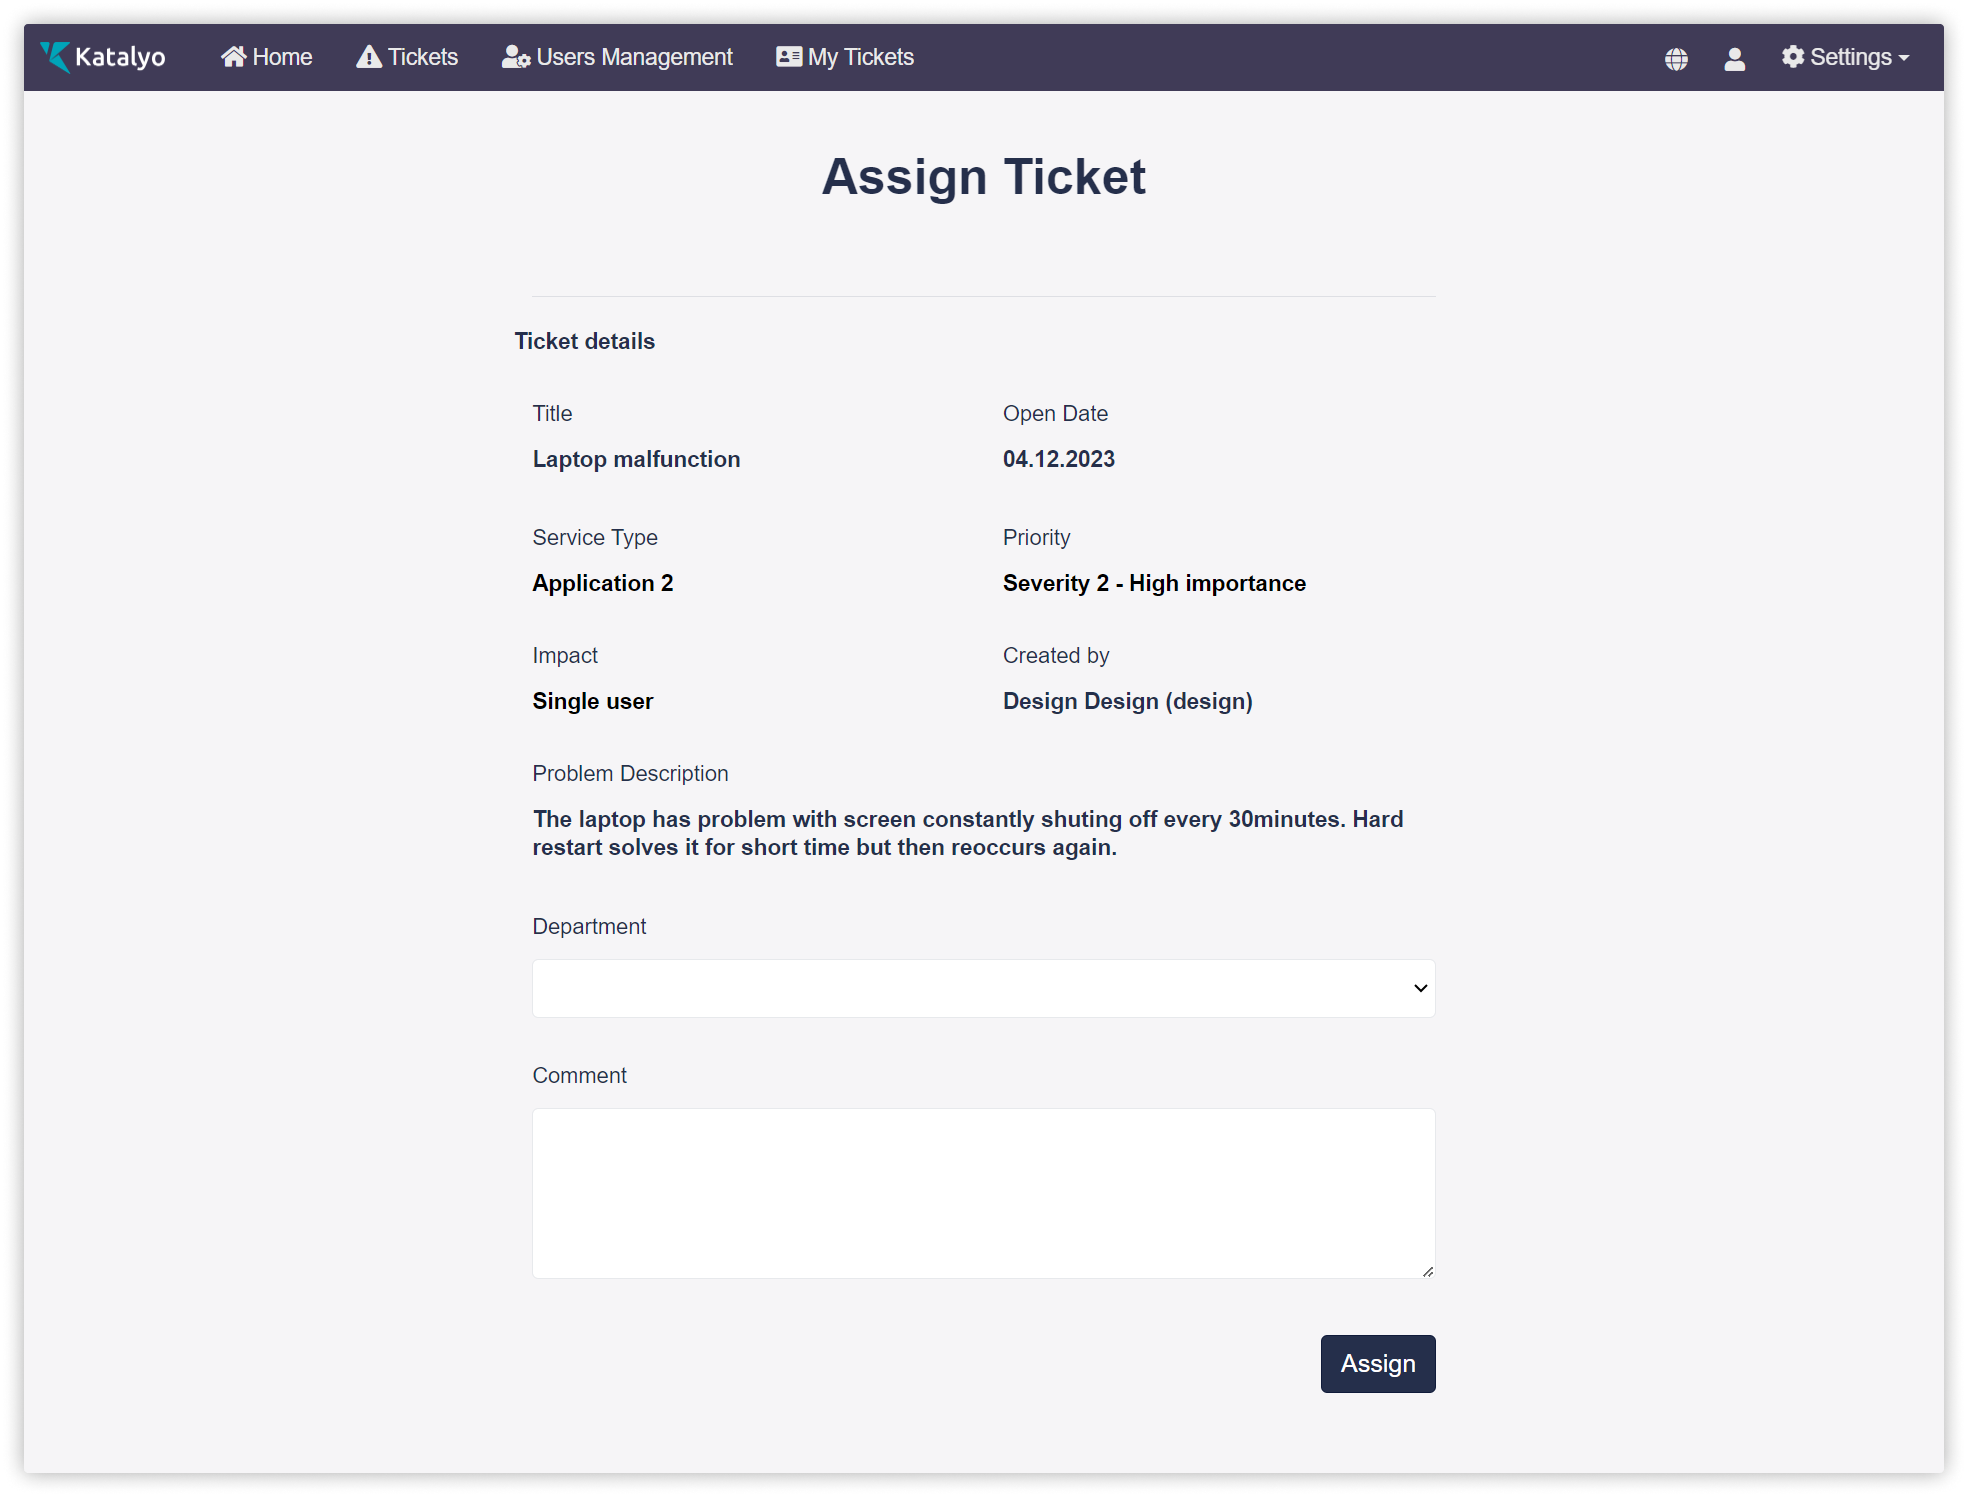 Katalyo Home Tickets Users Management My Tickets Settings
Assign Ticket
Ticket details
Title Open Date
Laptop malfunction 04.12.2023
Service Type Priority
Application 2 Severity 2 - High importance
Impact Created by
Single user Design Design (design)
Problem Description
The laptop has problem with screen constantly shuting off every 30minutes. Hard
restart solves it for short time but then reoccurs again.
Department
Comment
Assign